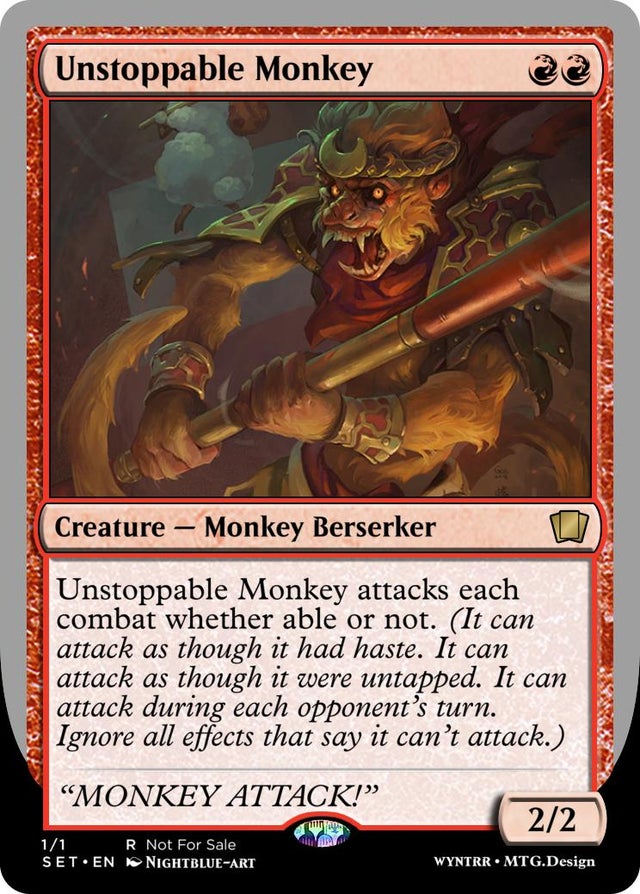 Unstoppable Monkey
Creature — Monkey Berserker
Unstoppable Monkey attacks each
combat whether able or not. (It can
attack as though it had haste. It can
attack as though it were untapped. It can
attack during each opponent's turn.
Ignore all effects that say it can't attack.)
“MONKEY ATTACK!”
2/2
1/1 R Not For Sale
SET • EN Nightblue-art
WYNTRR • MTG.Design